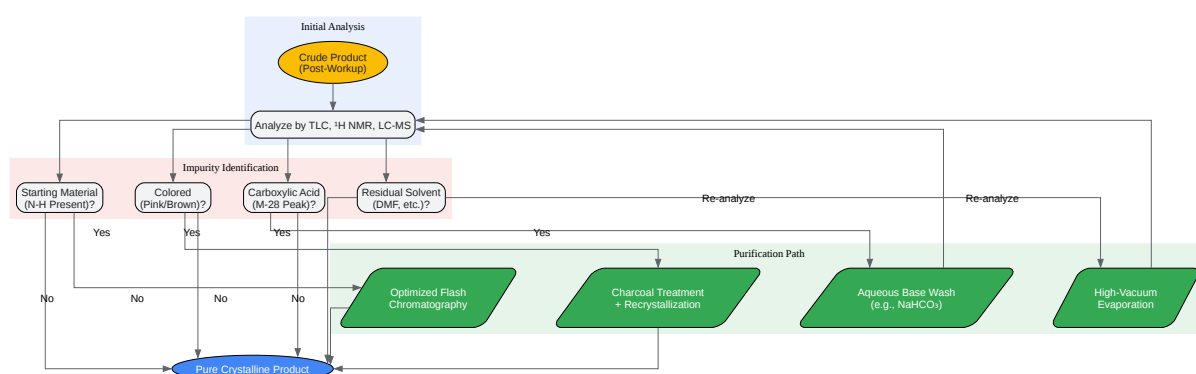 Initial Analysis
Crude Product
(Post-Workup)
Analyze by TLC, ¹H NMR, LC-MS
Impurity Identification
Starting Material
(N-H Present)?
Colored
(Pink/Brown)?
Carboxylic Acid
(M-28 Peak)?
Residual Solvent
(DMF, etc.)?
Re-analyze
Re-analyze
Yes
Yes
Yes
Yes
Purification Path
Optimized Flash
Chromatography
Charcoal Treatment
+ Recrystallization
Aqueous Base Wash
(e.g., NaHCO₃)
High-Vacuum
Evaporation
No
No
No
No
Pure Crystalline Product